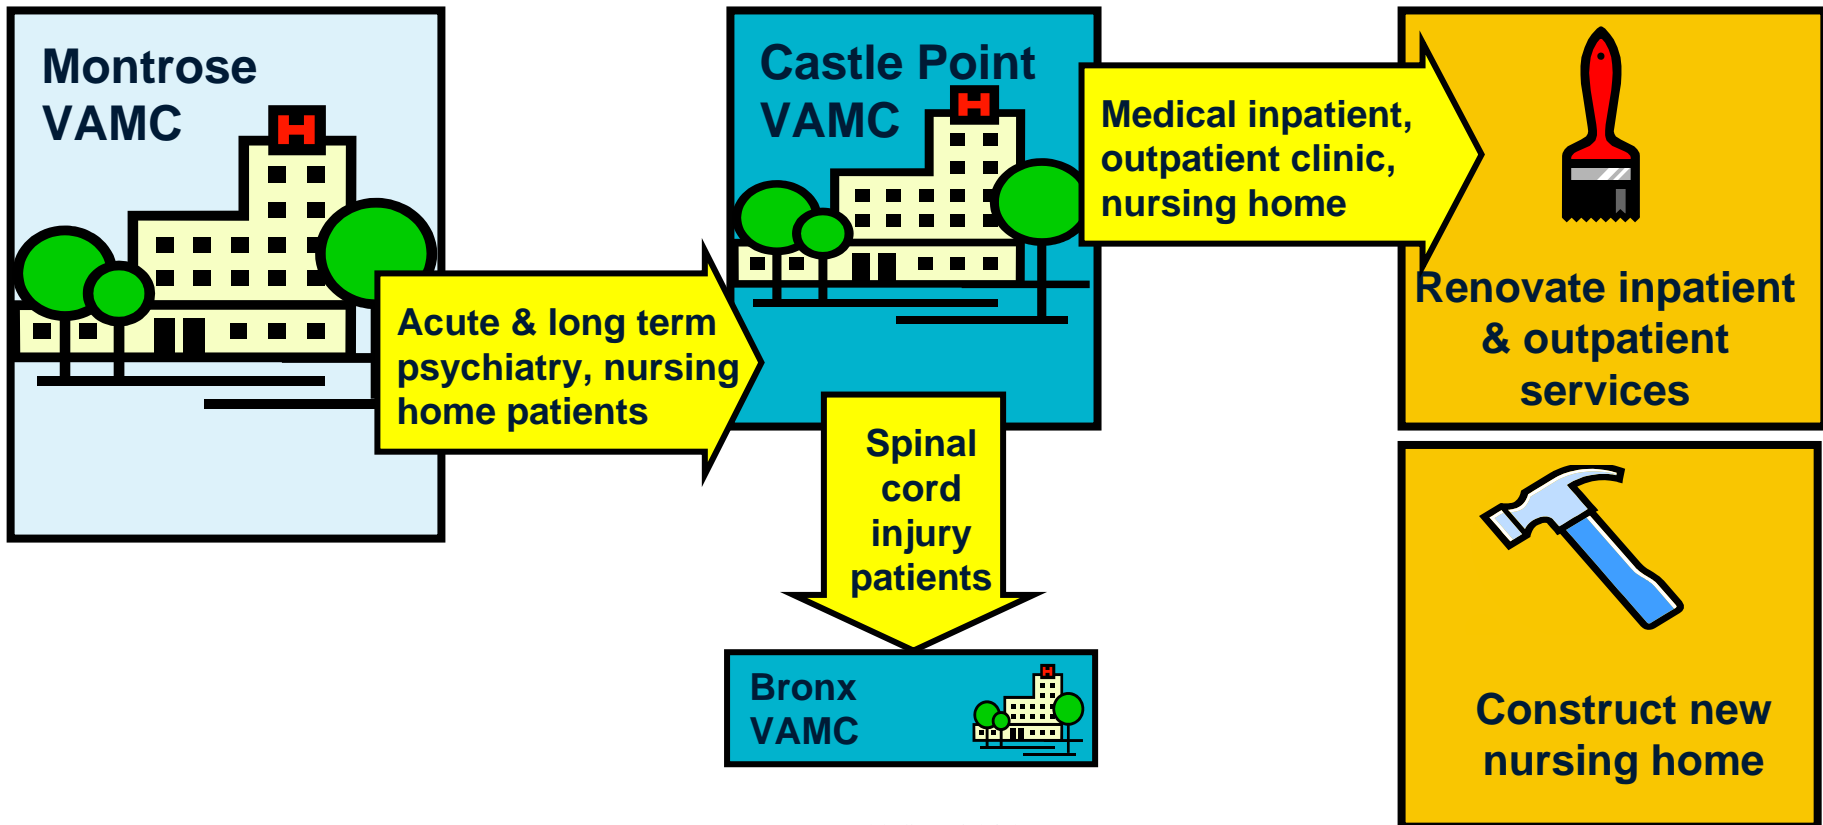 Montrose
VAMC
H
Acute & long term
psychiatry, nursing
home patients
Castle Point
VAMC
H
Medical inpatient,
outpatient clinic,
nursing home
Spinal
cord
injury
patients
Bronx
VAMC
H
Renovate inpatient
& outpatient
services
Construct new
nursing home